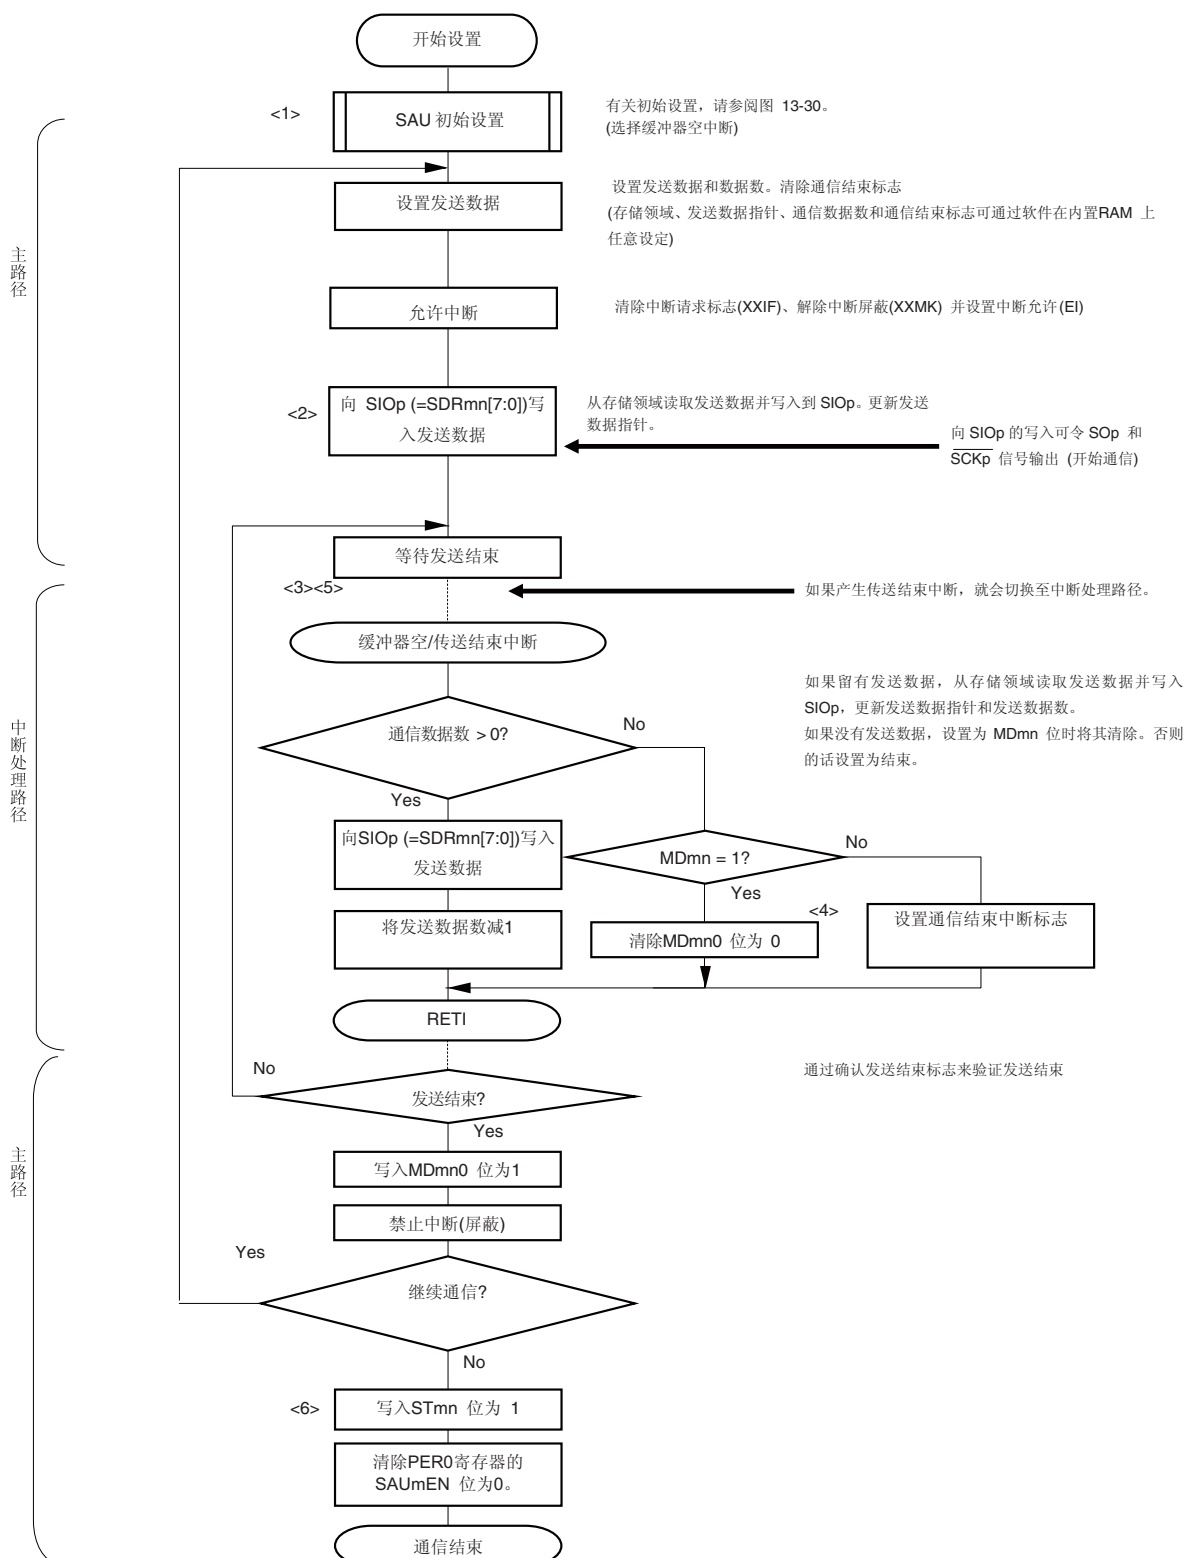 开始设置
<1>
SAU 初始设置
有关初始设置，请参阅图 13-30。
(选择缓冲器空中断)
设置发送数据
设置发送数据和数据数。清除通信结束标志
(存储领域、发送数据指针、通信数据数和通信结束标志可通过软件在内置RAM 上
任意设定)
主路径
允许中断
清除中断请求标志(XXIF)、解除中断屏蔽(XXMK) 并设置中断允许(EI)
<2>
向 SIOp (=SDRmn[7:0])写
入发送数据
从存储领域读取发送数据并写入到 SIOp。更新发送
数据指针。
向 SIOp 的写入可令 SOp 和
SCKp 信号输出 (开始通信)
等待发送结束
<3><5>
如果产生传送结束中断，就会切换至中断处理路径。
缓冲器空/传送结束中断
如果留有发送数据，从存储领域读取发送数据并写入
SIOp，更新发送数据指针和发送数据数。
如果没有发送数据，设置为 MDmn 位时将其清除。否则
的话设置为结束。
中断处理路径
通信数据数 > 0?
No
Yes
向SIOp (=SDRmn[7:0])写入
发送数据
MDmn = 1?
No
Yes
<4>
将发送数据数减1
清除MDmn0 位为 0
设置通信结束中断标志
RETI
No
通过确认发送结束标志来验证发送结束
发送结束?
Yes
主路径
写入MDmn0 位为1
禁止中断(屏蔽)
Yes
继续通信?
No
<6>
写入STmn 位为 1
清除PER0寄存器的
SAUmEN 位为0。
通信结束